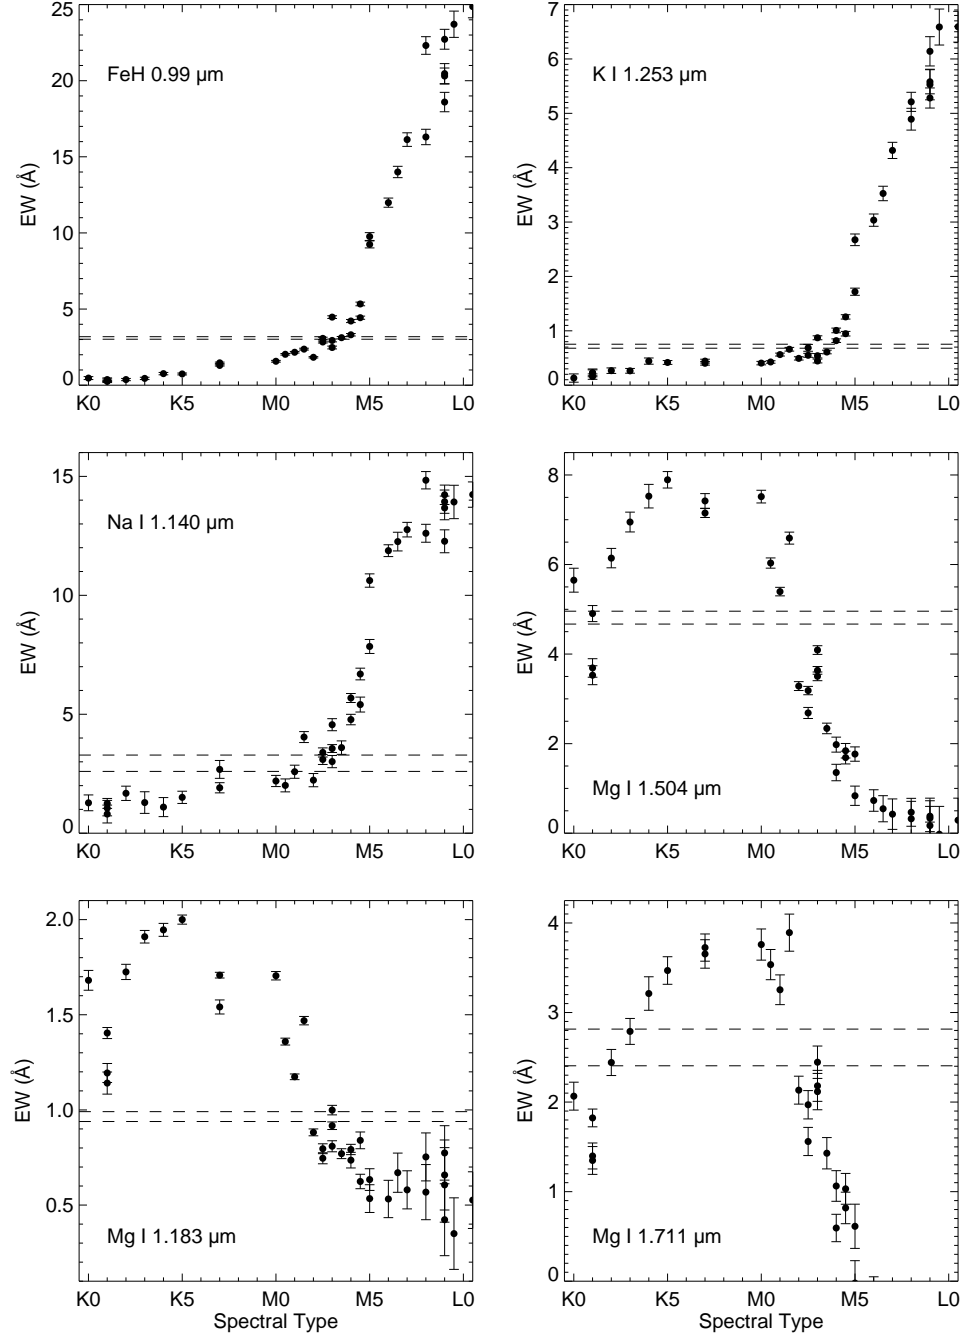 FeH 0.99 µm
EW (Å)
25
20
15
10
5
0
K0 K5 M0 M5 L0
K I 1.253 µm
EW (Å)
7
6
5
4
3
2
1
0
K0 K5 M0 M5 L0
Na I 1.140 µm
EW (Å)
15
10
5
0
K0 K5 M0 M5 L0
Mg I 1.504 µm
EW (Å)
8
6
4
2
0
K0 K5 M0 M5 L0
Mg I 1.183 µm
EW (Å)
2.0
1.5
1.0
0.5
K0 K5 M0 M5 L0
Spectral Type
Mg I 1.711 µm
EW (Å)
4
3
2
1
0
K0 K5 M0 M5 L0
Spectral Type